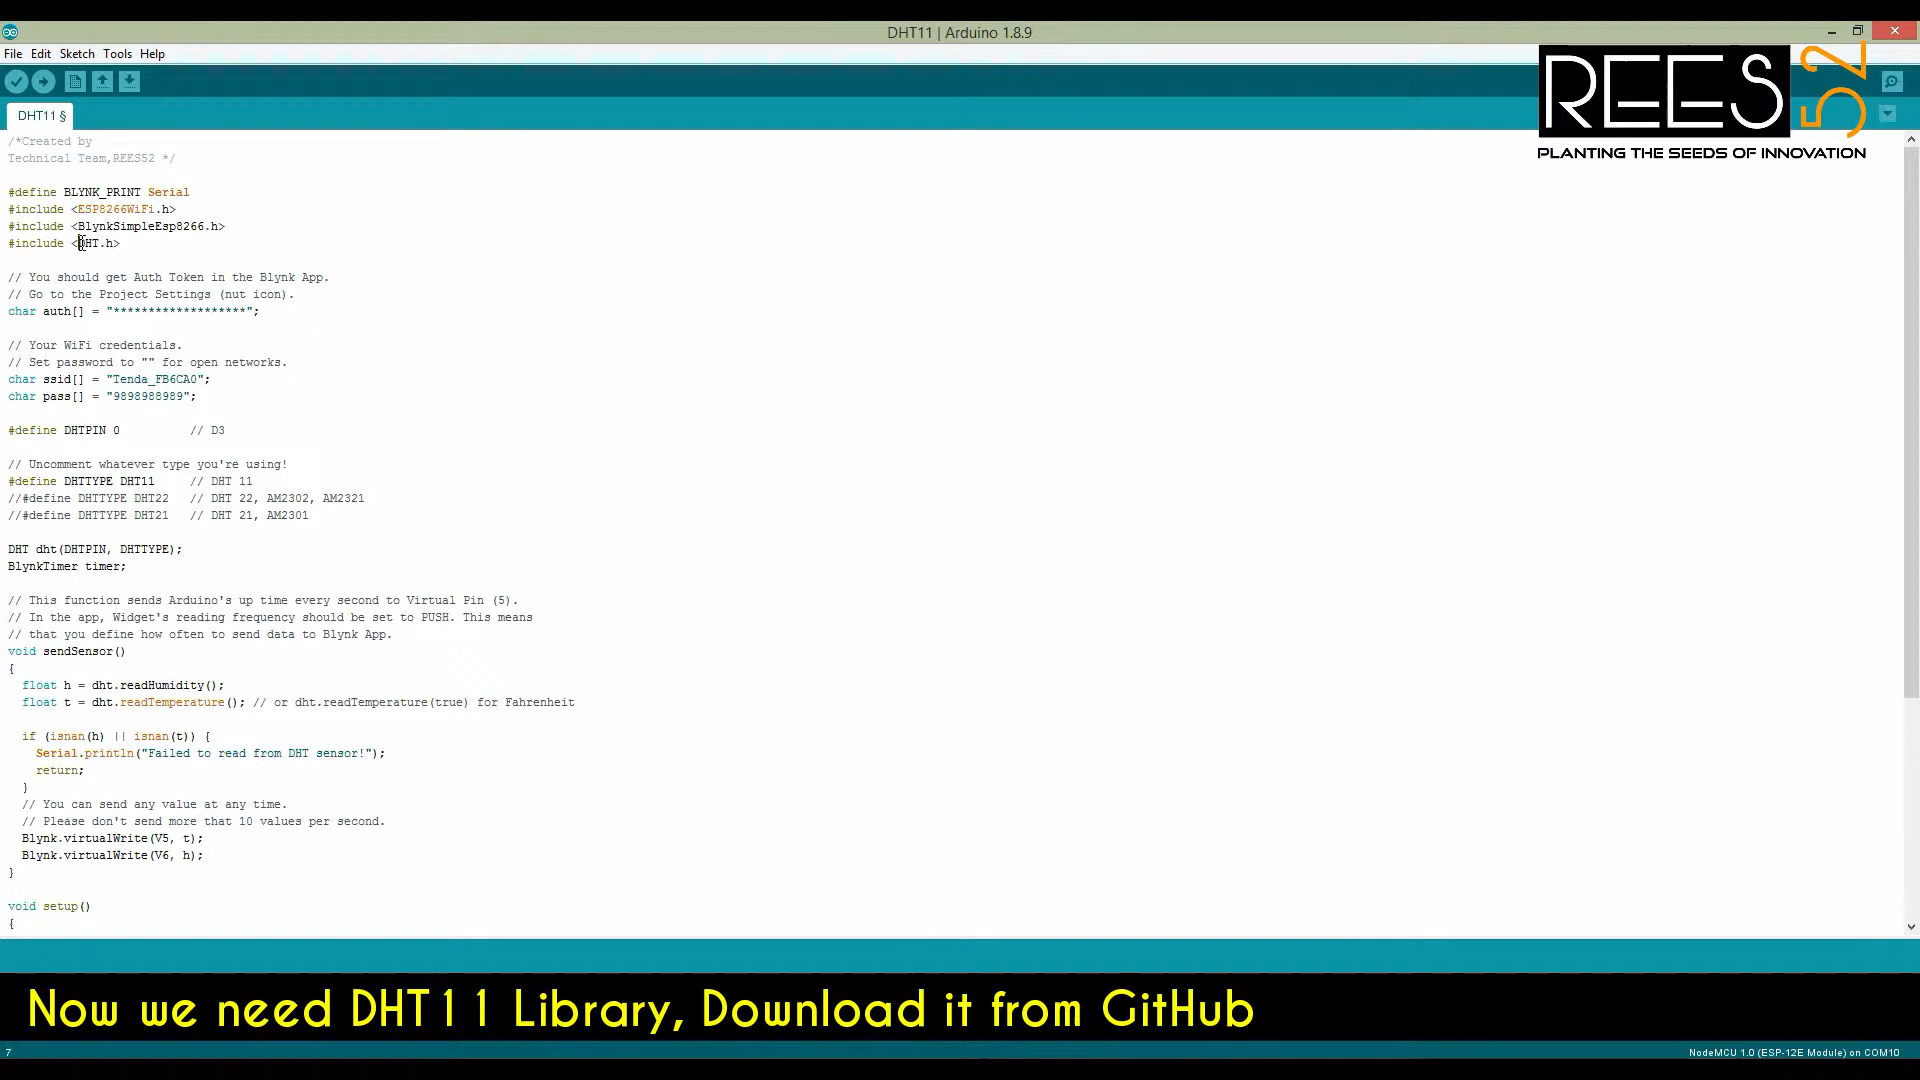 DHT11 | Arduino 1.8.9
File Edit Sketch Tools Help
REES 52
PLANTING THE SEEDS OF INNOVATION
DHT11 §
/*Created by
Technical Team,REES52 */
#define BLYNK_PRINT Serial
#include <ESP8266WiFi.h>
#include <BlynkSimpleEsp8266.h>
#include <DHT.h>
// You should get Auth Token in the Blynk App.
// Go to the Project Settings (nut icon).
char auth[] = "*******************";
// Your WiFi credentials.
// Set password to "" for open networks.
char ssid[] = "Tenda_FB6CA0";
char pass[] = "9898988989";
#define DHTPIN 0          // D3
// Uncomment whatever type you're using!
#define DHTTYPE DHT11     // DHT 11
//#define DHTTYPE DHT22   // DHT 22, AM2302, AM2321
//#define DHTTYPE DHT21   // DHT 21, AM2301
DHT dht(DHTPIN, DHTTYPE);
BlynkTimer timer;
// This function sends Arduino's up time every second to Virtual Pin (5).
// In the app, Widget's reading frequency should be set to PUSH. This means
// that you define how often to send data to Blynk App.
void sendSensor()
{
  float h = dht.readHumidity();
  float t = dht.readTemperature(); // or dht.readTemperature(true) for Fahrenheit
  if (isnan(h) || isnan(t)) {
    Serial.println("Failed to read from DHT sensor!");
    return;
  }
  // You can send any value at any time.
  // Please don't send more that 10 values per second.
  Blynk.virtualWrite(V5, t);
  Blynk.virtualWrite(V6, h);
}
void setup()
{
Now we need DHT11 Library, Download it from GitHub
7
NodeMCU 1.0 (ESP-12E Module) on COM10